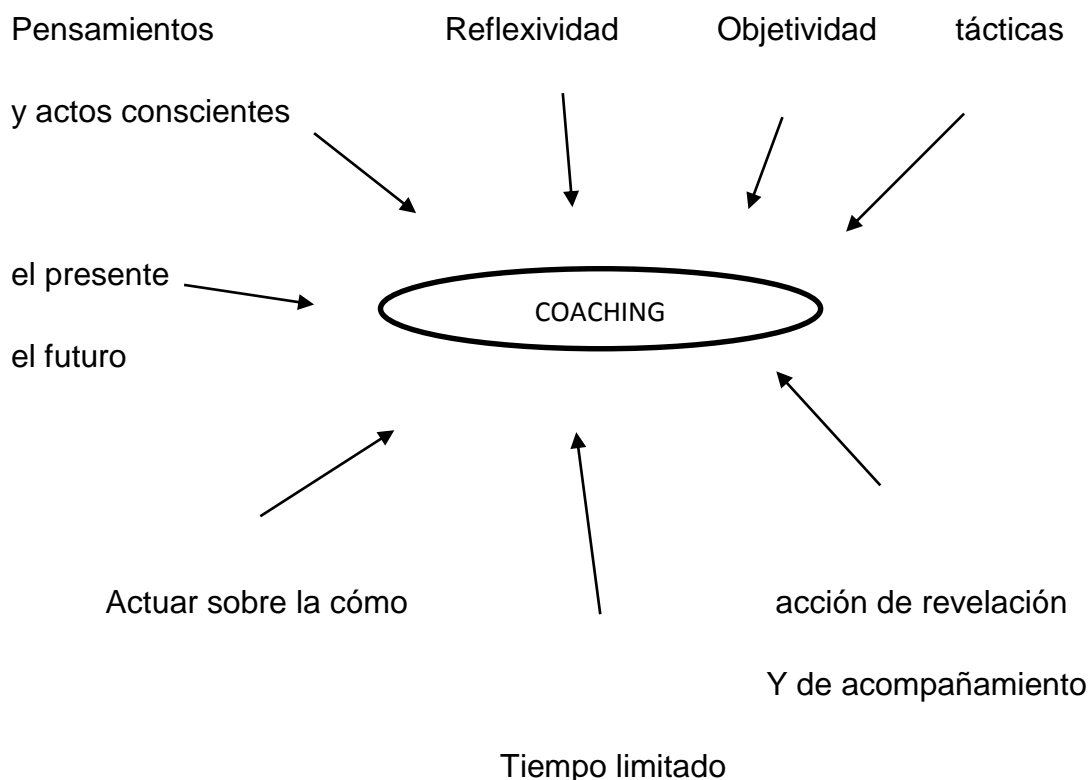 Pensamientos Reflexividad Objetividad tácticas
y actos conscientes
el presente
COACHING
el futuro
Actuar sobre la cómo acción de revelación
Y de acompañamiento
Tiempo limitado